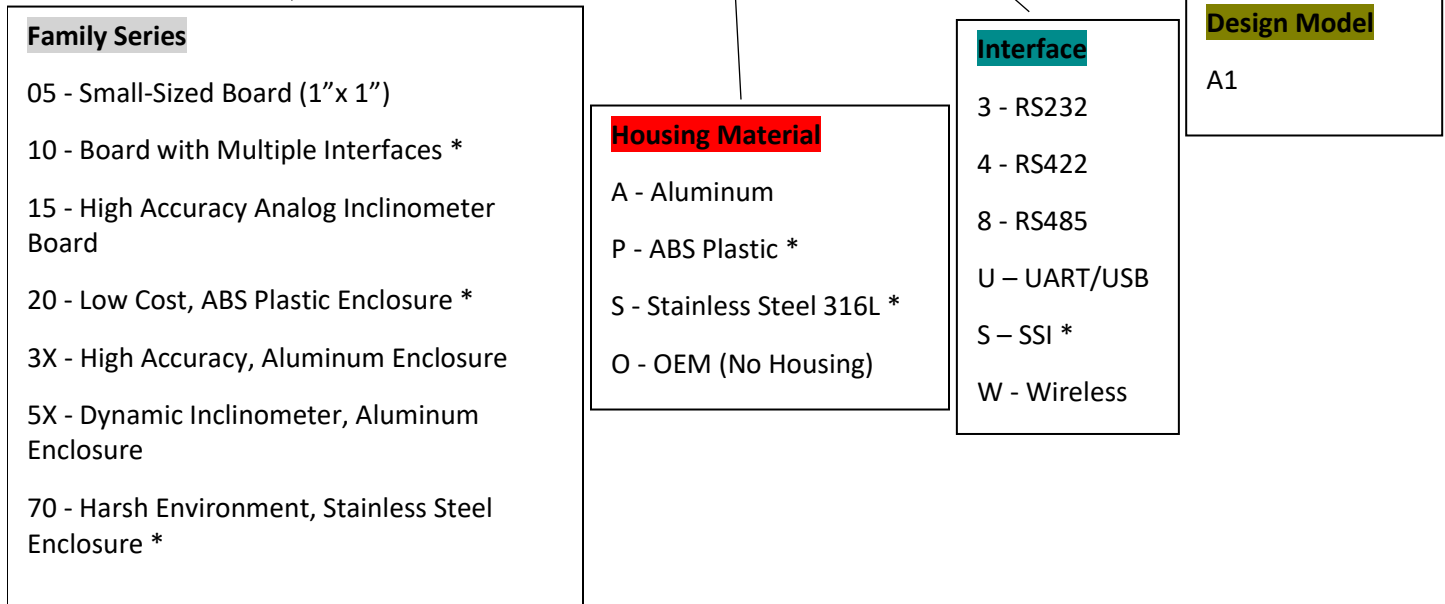 Family Series
05 - Small-Sized Board (1”x 1”)
10 - Board with Multiple Interfaces *
15 - High Accuracy Analog Inclinometer
Board
20 - Low Cost, ABS Plastic Enclosure *
3X - High Accuracy, Aluminum Enclosure
5X - Dynamic Inclinometer, Aluminum
Enclosure
70 - Harsh Environment, Stainless Steel
Enclosure *
Housing Material
A - Aluminum
P - ABS Plastic *
S - Stainless Steel 316L *
O - OEM (No Housing)
Interface
3 - RS232
4 - RS422
8 - RS485
U – UART/USB
S – SSI *
W - Wireless
Design Model
A1